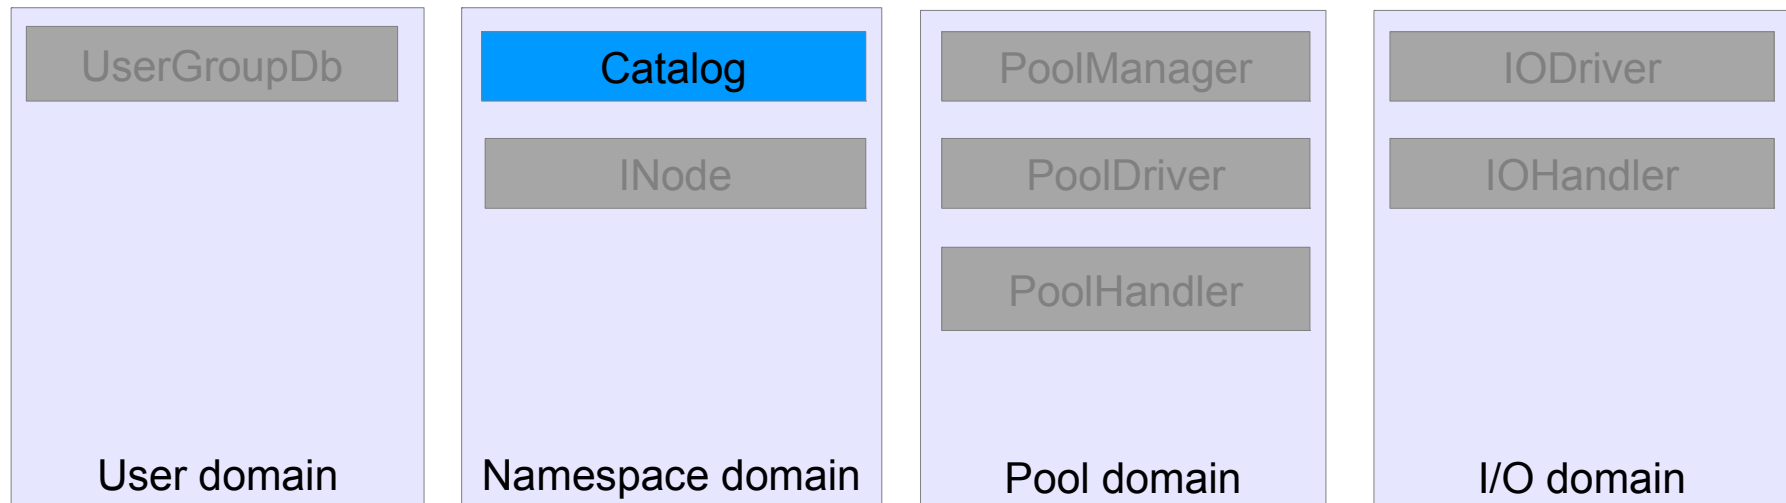 UserGroupDb
User domain
Catalog
INode
Namespace domain
PoolManager
PoolDriver
PoolHandler
Pool domain
IODriver
IOHandler
I/O domain